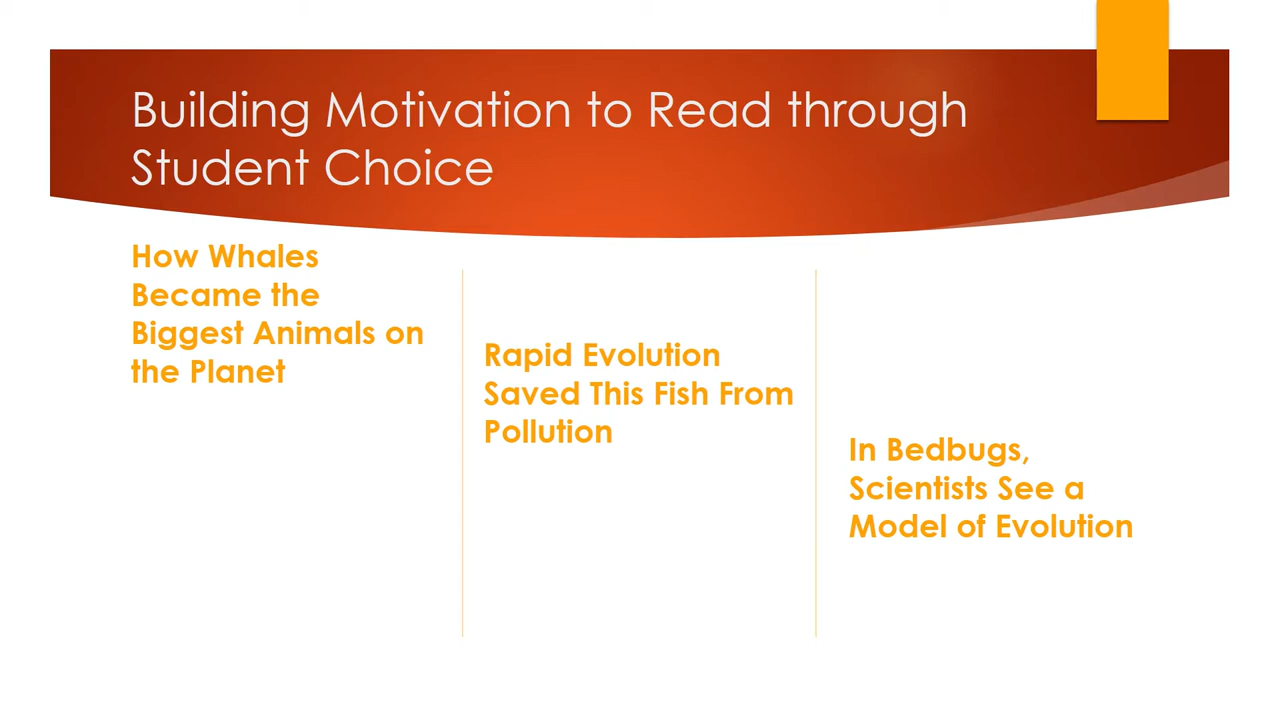 Building Motivation to Read through
Student Choice
How Whales
Became the
Biggest Animals on
the Planet
Rapid Evolution
Saved This Fish From
Pollution
In Bedbugs,
Scientists See a
Model of Evolution